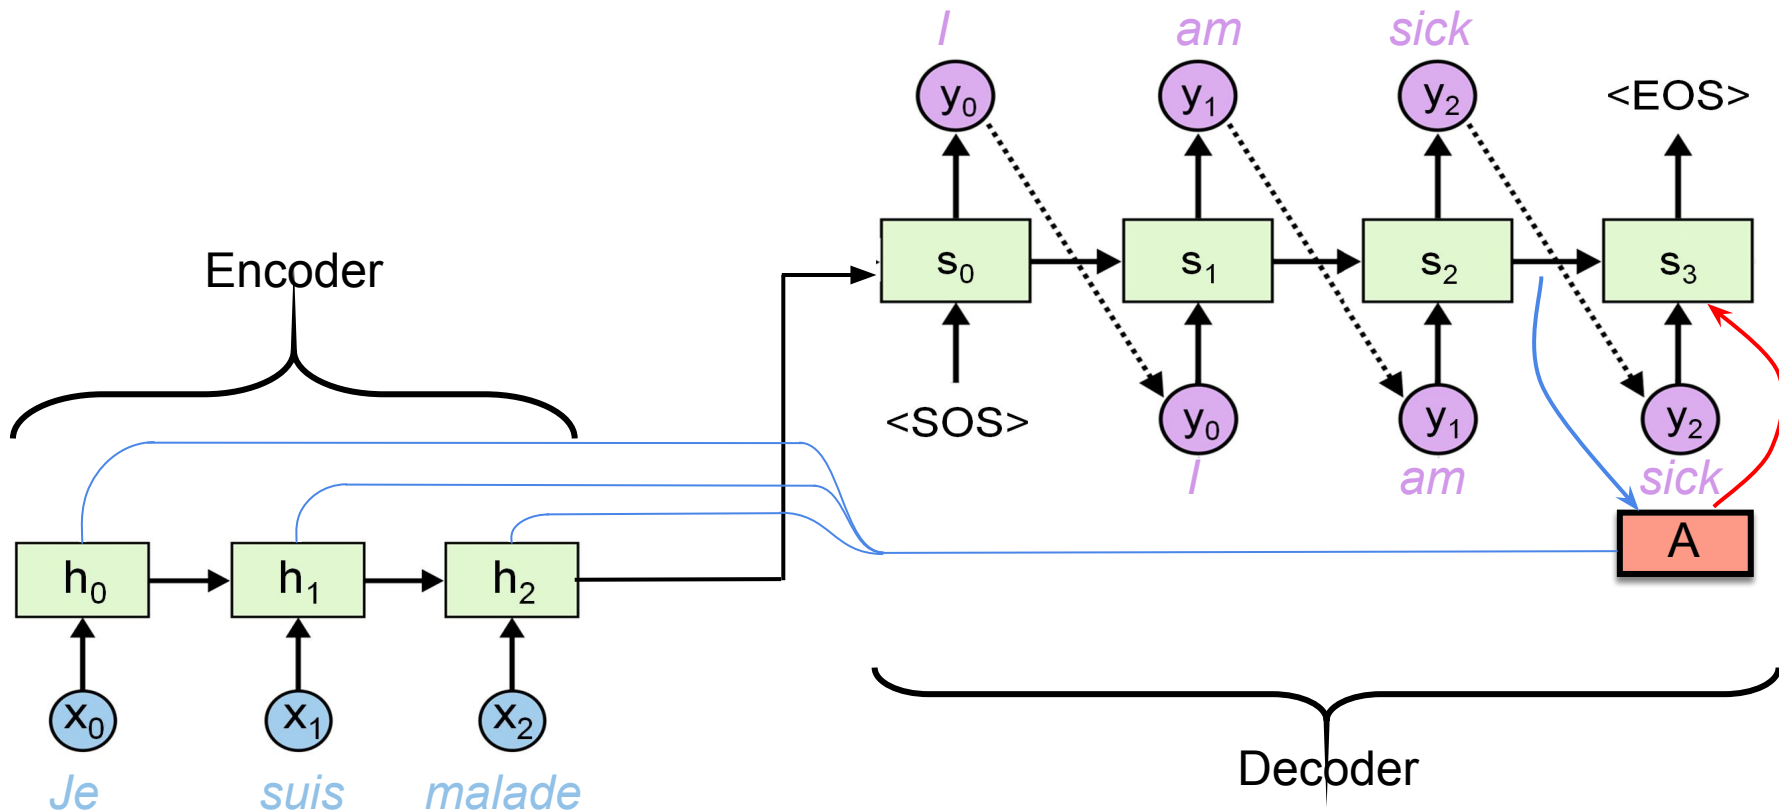 I am sick
y0 y1 y2 <EOS>
Encoder
s0 s1 s2 s3
<SOS> y0 y1 y2
I am sick
A
h0 h1 h2
x0 x1 x2
Je suis malade
Decoder